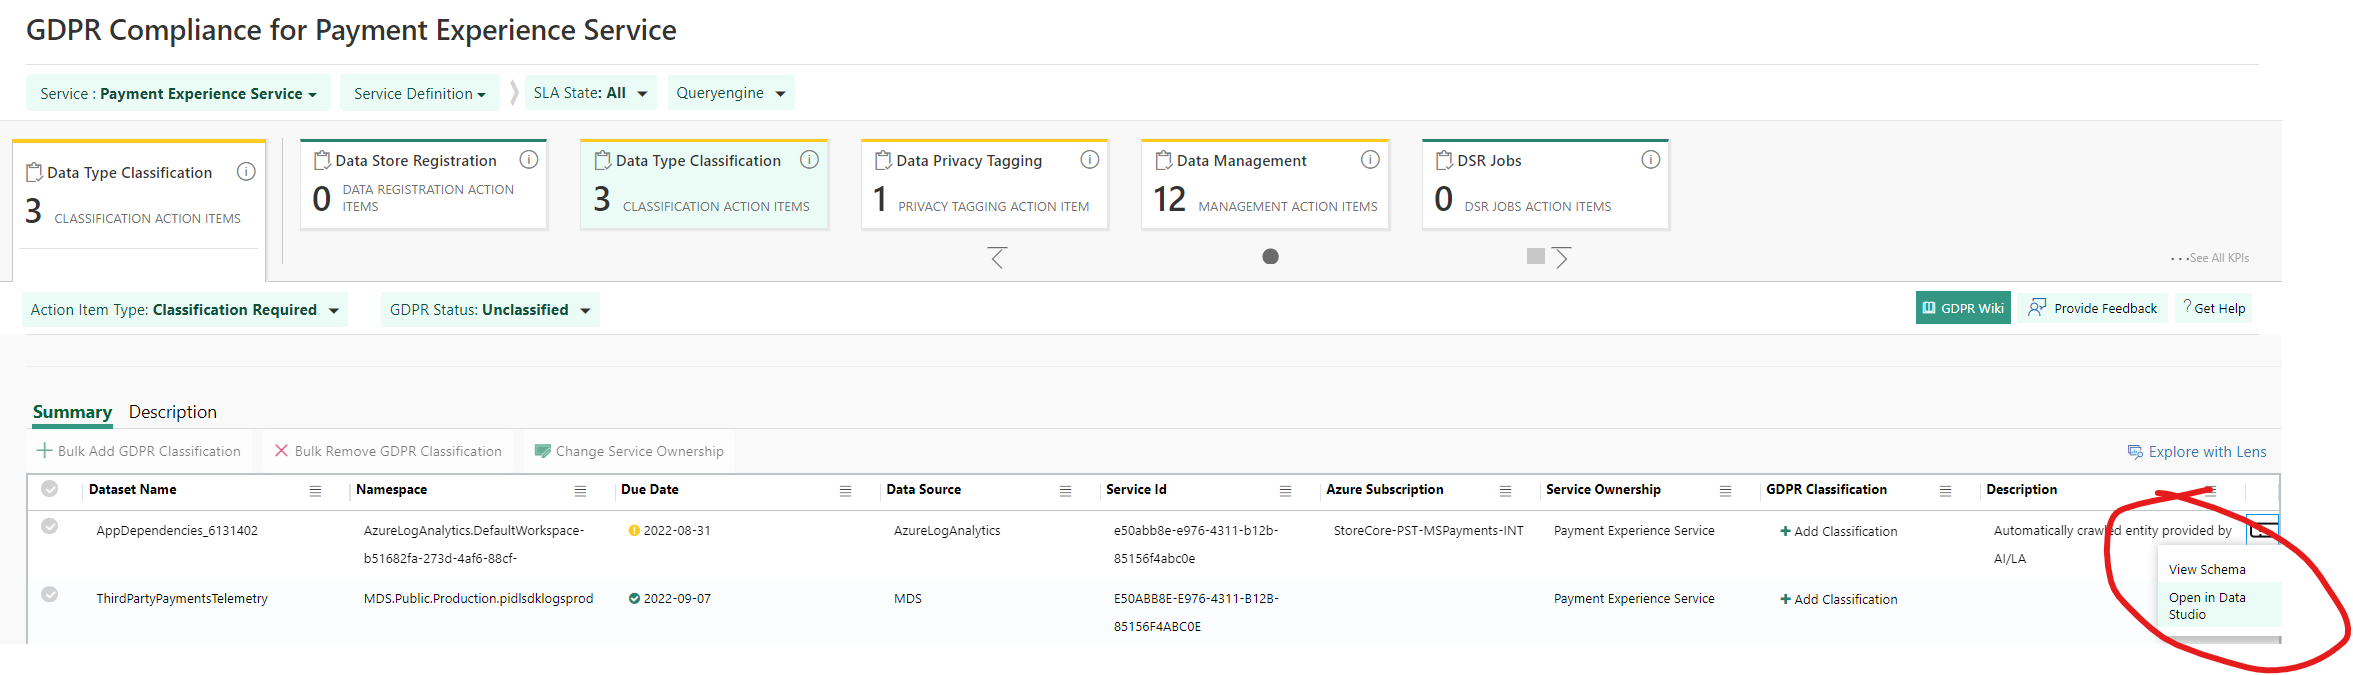 GDPR Compliance for Payment Experience Service
Service : Payment Experience Service
Service Definition
SLA State: All
Queryengine
Data Type Classification
3 CLASSIFICATION ACTION ITEMS
Data Store Registration
0 DATA REGISTRATION ACTION
ITEMS
Data Type Classification
3 CLASSIFICATION ACTION ITEMS
Data Privacy Tagging
1 PRIVACY TAGGING ACTION ITEM
Data Management
12 MANAGEMENT ACTION ITEMS
DSR Jobs
0 DSR JOBS ACTION ITEMS
···See All KPIs
Action Item Type: Classification Required
GDPR Status: Unclassified
GDPR Wiki
Provide Feedback
? Get Help
Summary
Description
Bulk Add GDPR Classification
Bulk Remove GDPR Classification
Change Service Ownership
Explore with Lens
Dataset Name
Namespace
Due Date
Data Source
Service Id
Azure Subscription
Service Ownership
GDPR Classification
Description
AppDependencies_6131402
AzureLogAnalytics.DefaultWorkspace-
b51682fa-273d-4af6-88cf-
2022-08-31
AzureLogAnalytics
e50abb8e-e976-4311-b12b-
85156f4abc0e
StoreCore-PST-MSPayments-INT
Payment Experience Service
+ Add Classification
Automatically crawled entity provided by
AI/LA
View Schema
Open in Data
Studio
ThirdPartyPaymentsTelemetry
MDS.Public.Production.pidlsdklogsprod
2022-09-07
MDS
E50ABB8E-E976-4311-B12B-
85156F4ABC0E
Payment Experience Service
+ Add Classification